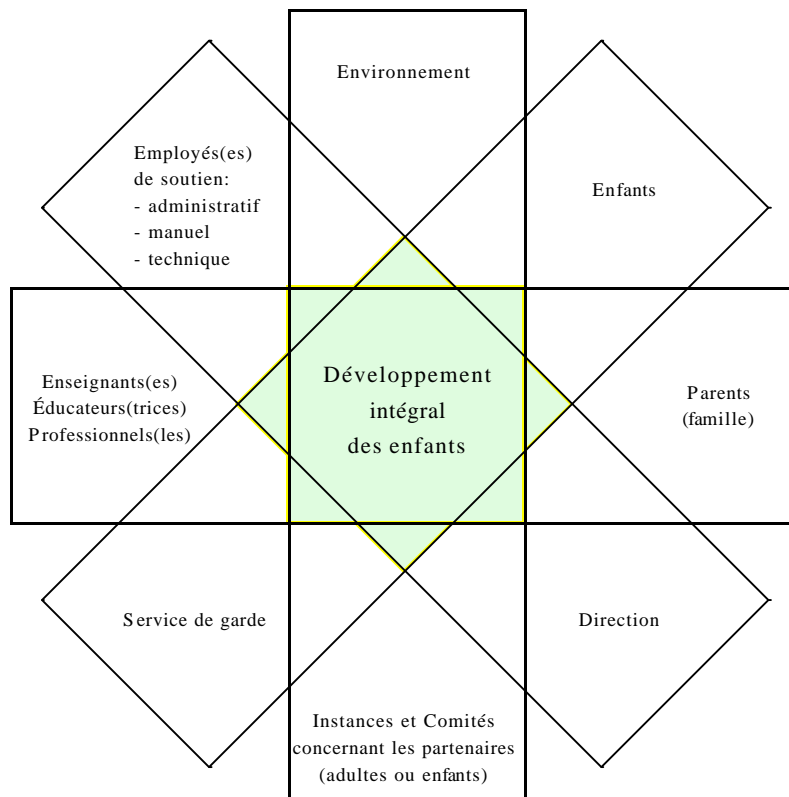 Environnement
Employés(es)
de soutien:
- administratif
- manuel
- technique
Enfants
Enseignants(es)
Éducateurs(trices)
Professionnels(les)
Développement
intégral
des enfants
Parents
(famille)
Service de garde
Direction
Instances et Comités
concernant les partenaires
(adultes ou enfants)